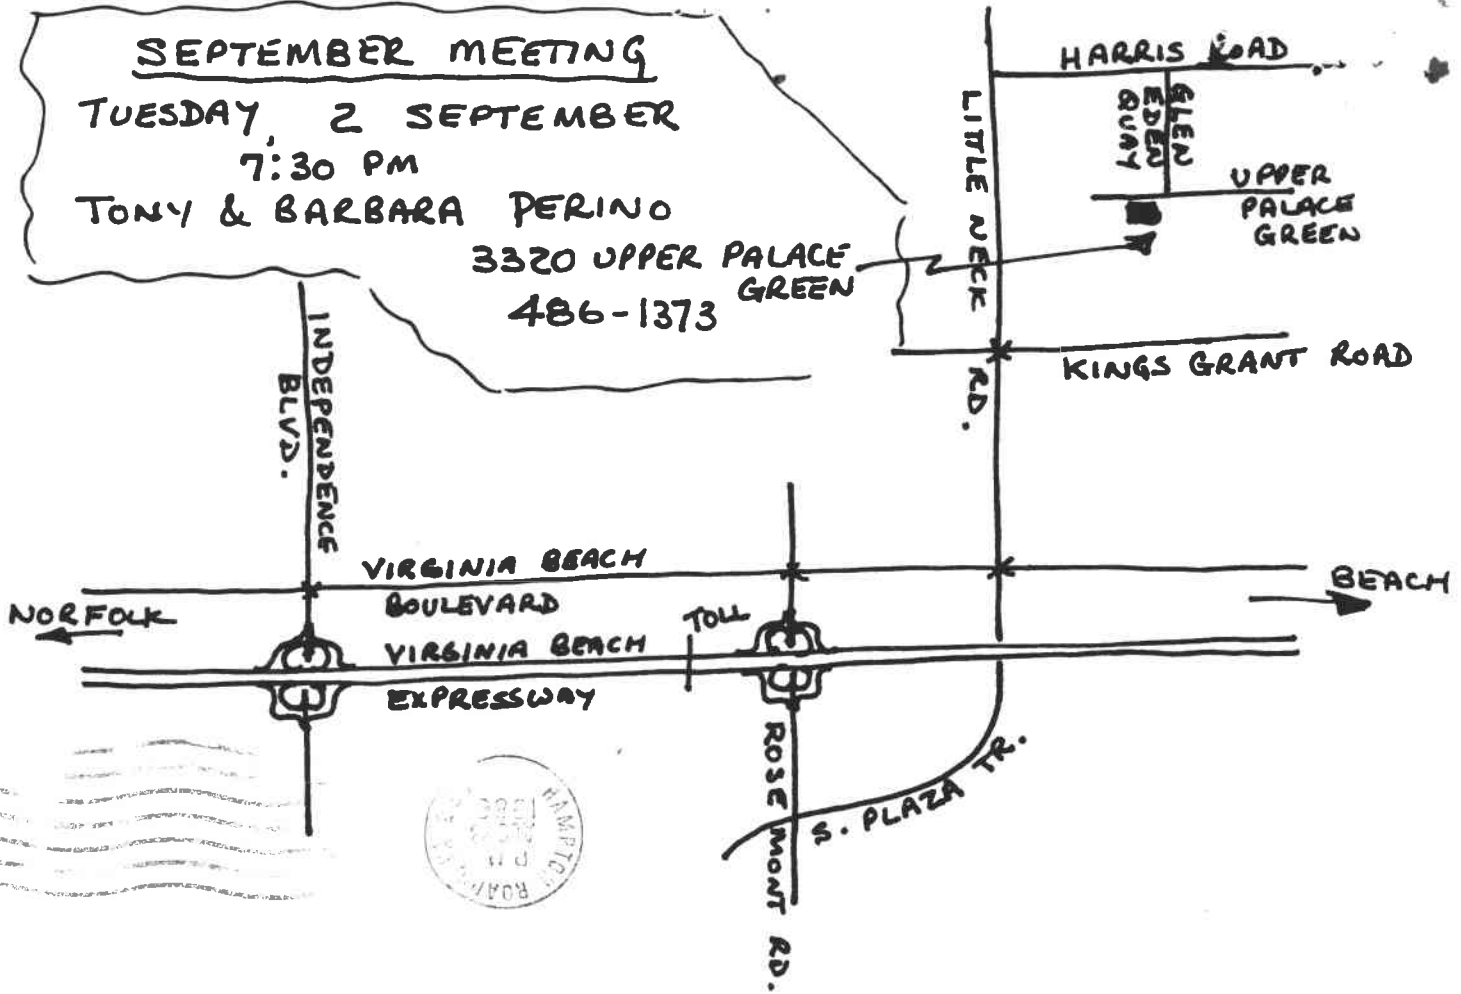 SEPTEMBER MEETING
TUESDAY, 2 SEPTEMBER
7:30 PM
TONY & BARBARA PERINO
3320 UPPER PALACE
GREEN
486-1373
HARRIS ROAD
GLEN
EDEN
QUAY
UPPER
PALACE
GREEN
LITTLE NECK RD.
KINGS GRANT ROAD
INDEPENDENCE
BLVD.
VIRGINIA BEACH
BOULEVARD
NORFOLK
BEACH
TOLL
VIRGINIA BEACH
EXPRESSWAY
ROSEMONT RD.
S. PLAZA TR.
HAMPTON ROADS
PM